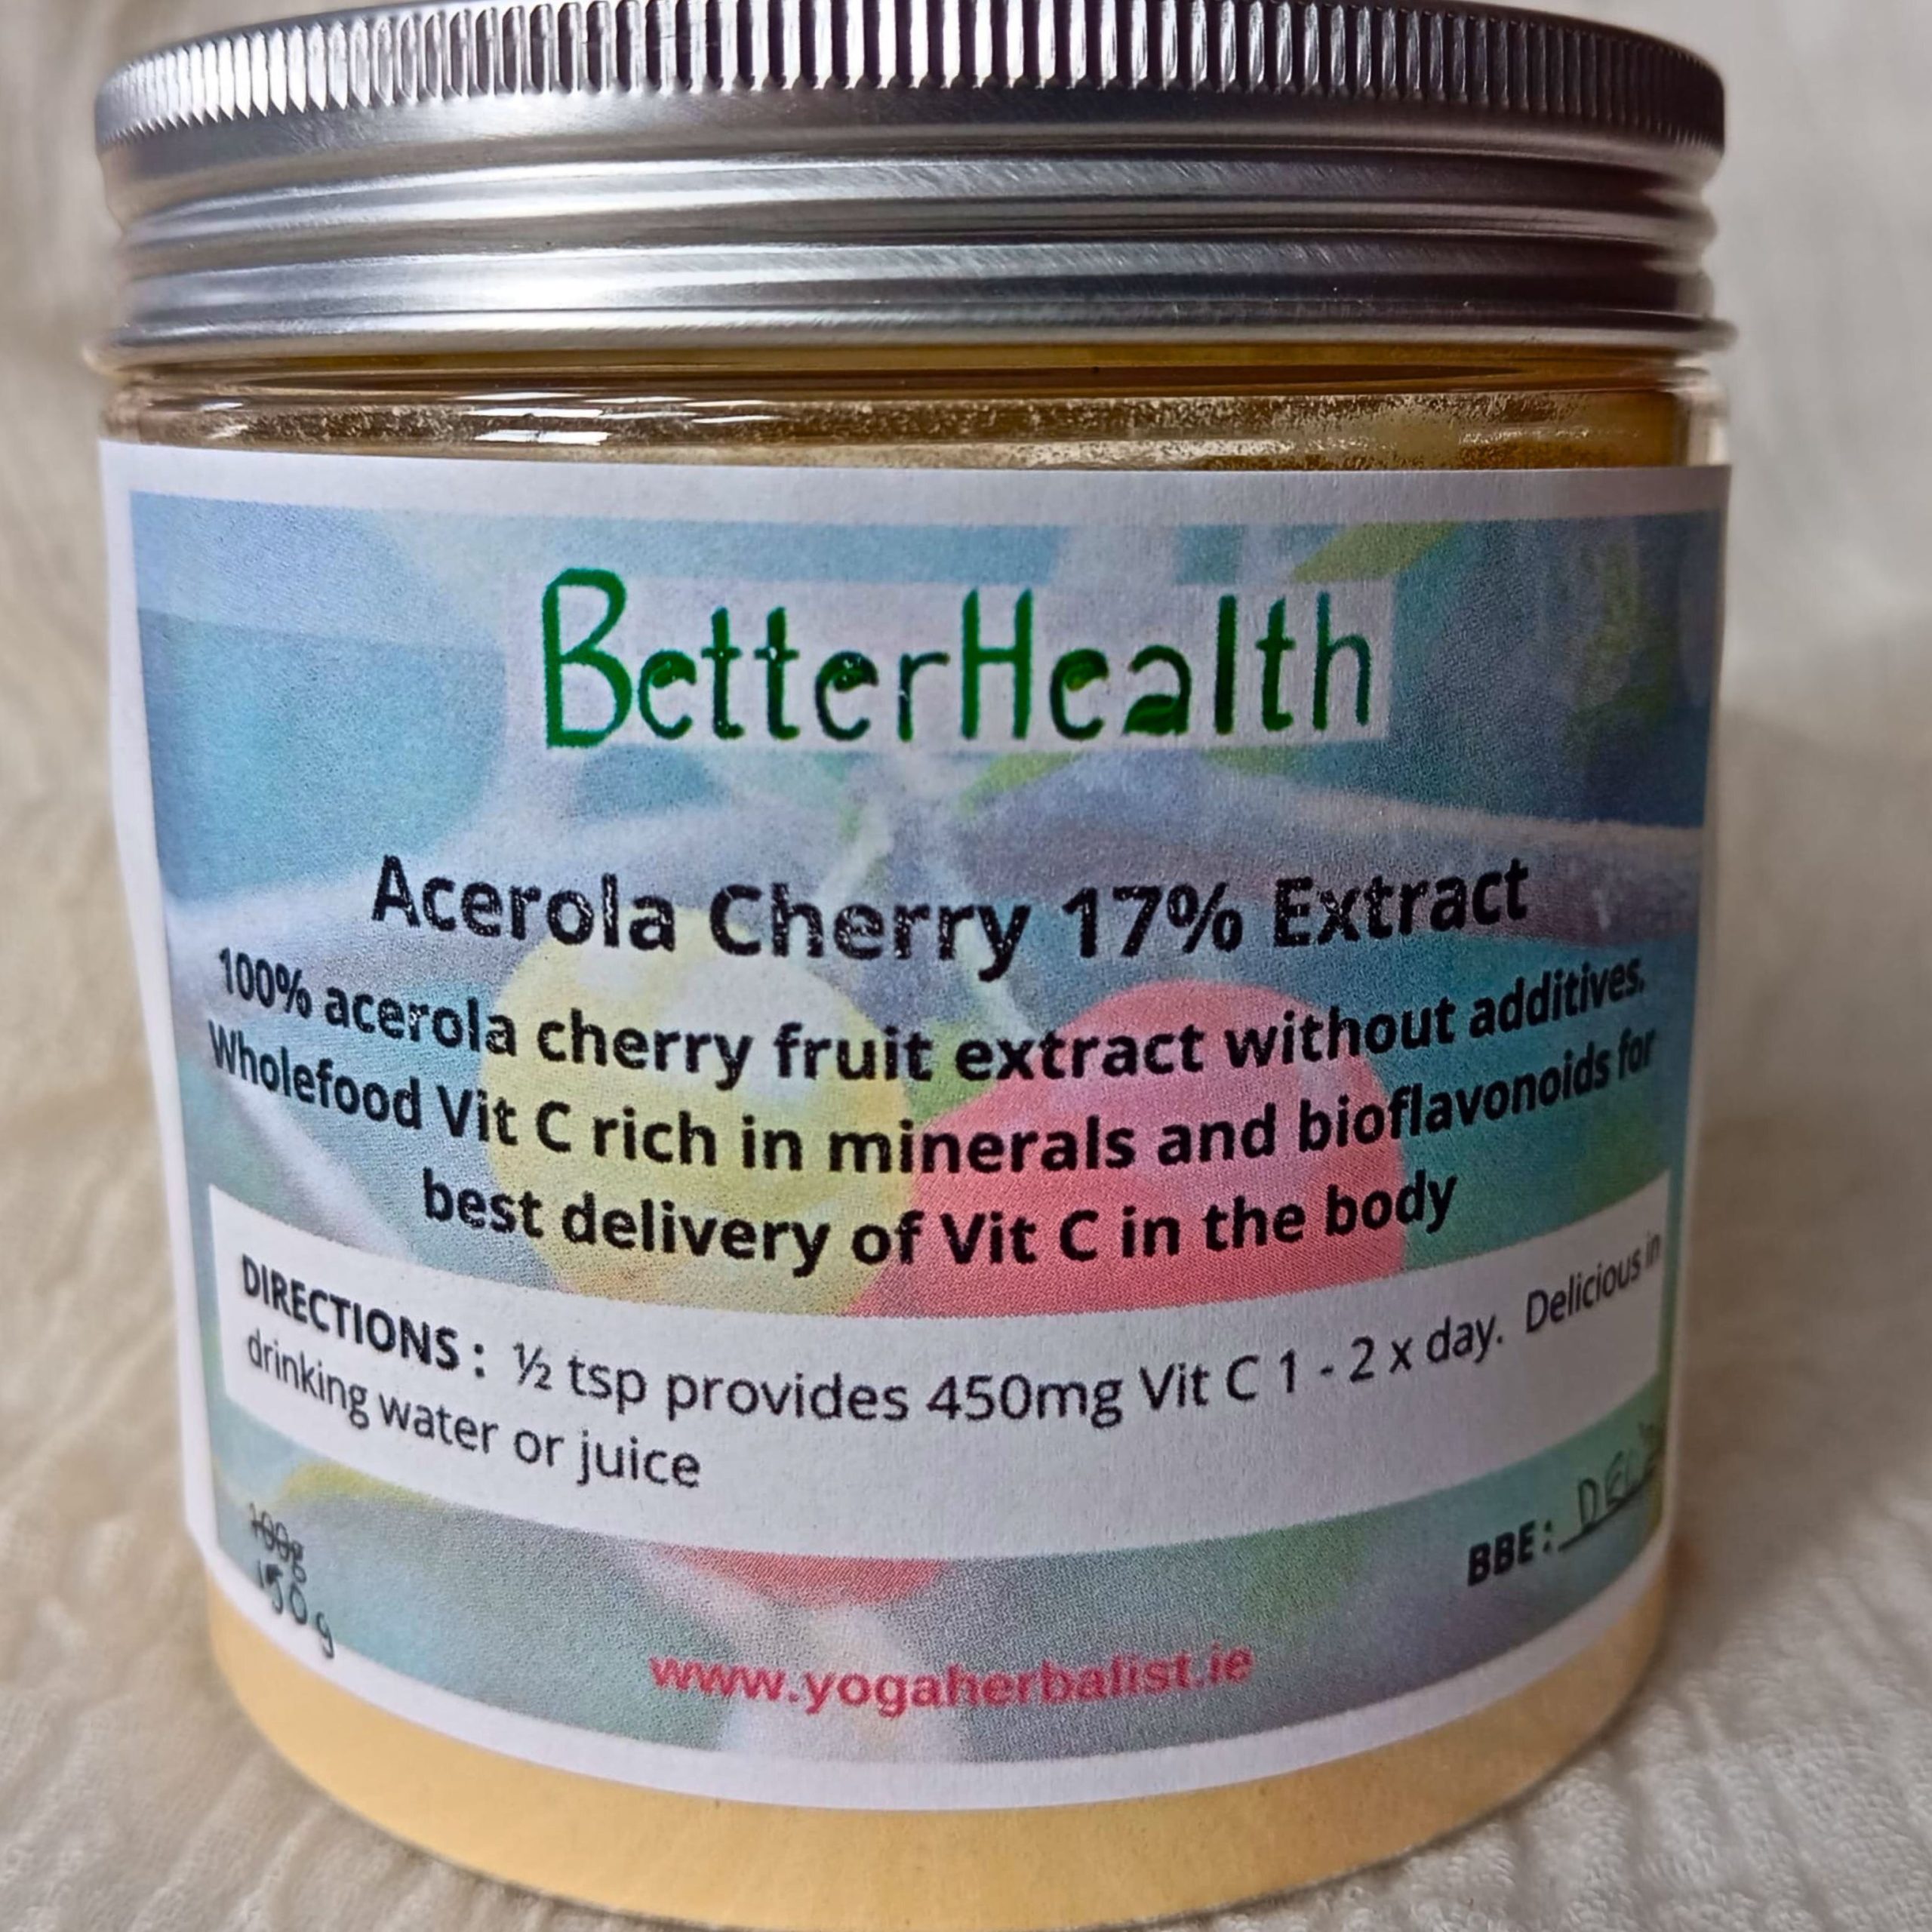 BetterHealth
Acerola Cherry 17% Extract
100% acerola cherry fruit extract without additives.
Wholefood Vit C rich in minerals and bioflavonoids for
best delivery of Vit C in the body
DIRECTIONS : ½ tsp provides 450mg Vit C 1 - 2 x day. Delicious in
drinking water or juice
100g
150g
BBE : DEC
www.yogaherbalist.ie